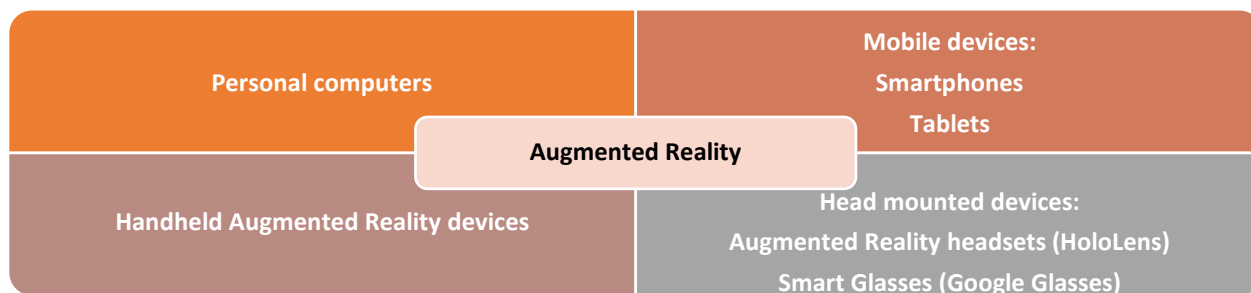 Personal computers
Mobile devices:
Smartphones
Tablets
Augmented Reality
Handheld Augmented Reality devices
Head mounted devices:
Augmented Reality headsets (HoloLens)
Smart Glasses (Google Glasses)